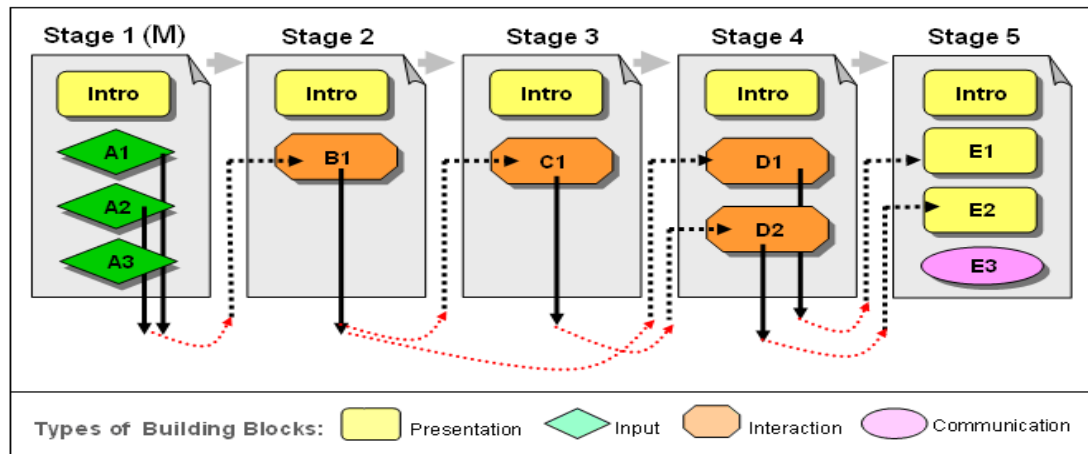 Stage 1 (M)
Stage 2
Stage 3
Stage 4
Stage 5
Intro
Intro
Intro
Intro
Intro
A1
B1
C1
D1
E1
A2
D2
E2
A3
E3
Types of Building Blocks: Presentation Input Interaction Communication